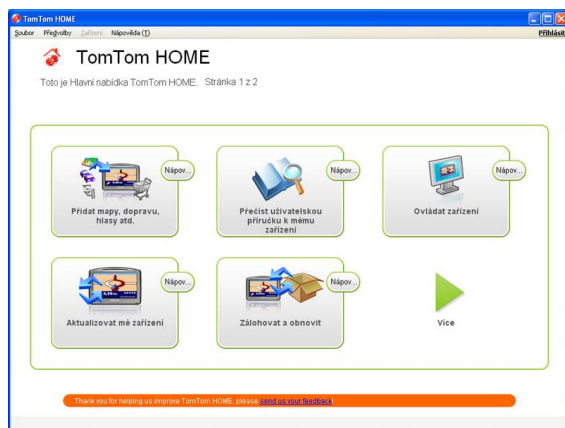 TomTom HOME
Soubor Předvolby Zařízení Nápověda (T) Přihlásit
TomTom HOME
Toto je Hlavní nabídka TomTom HOME. Stránka 1 z 2
Nápov...
Nápov...
Nápov...
Přidat mapy, dopravu,
hlasy atd.
Přečíst uživatelskou
příručku k mému
zařízení
Ovládat zařízení
Nápov...
Nápov...
Aktualizovat mé zařízení
Zálohovat a obnovit
Více
Thank you for helping us improve TomTom HOME, please send us your feedback